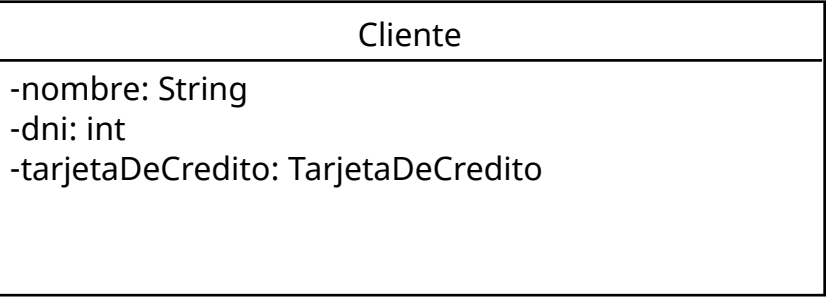 Cliente
-nombre: String
-dni: int
-tarjetaDeCredito: TarjetaDeCredito